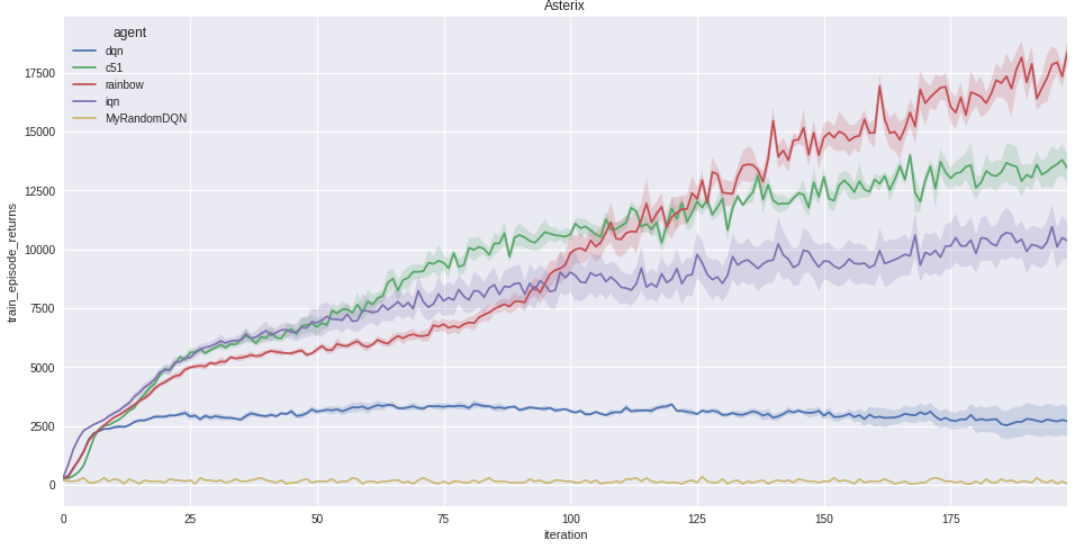 Asterix
agent
dqn
c51
rainbow
iqn
MyRandomDQN
train_episode_returns
17500
15000
12500
10000
7500
5000
2500
0
0 25 50 75 100 125 150 175
iteration